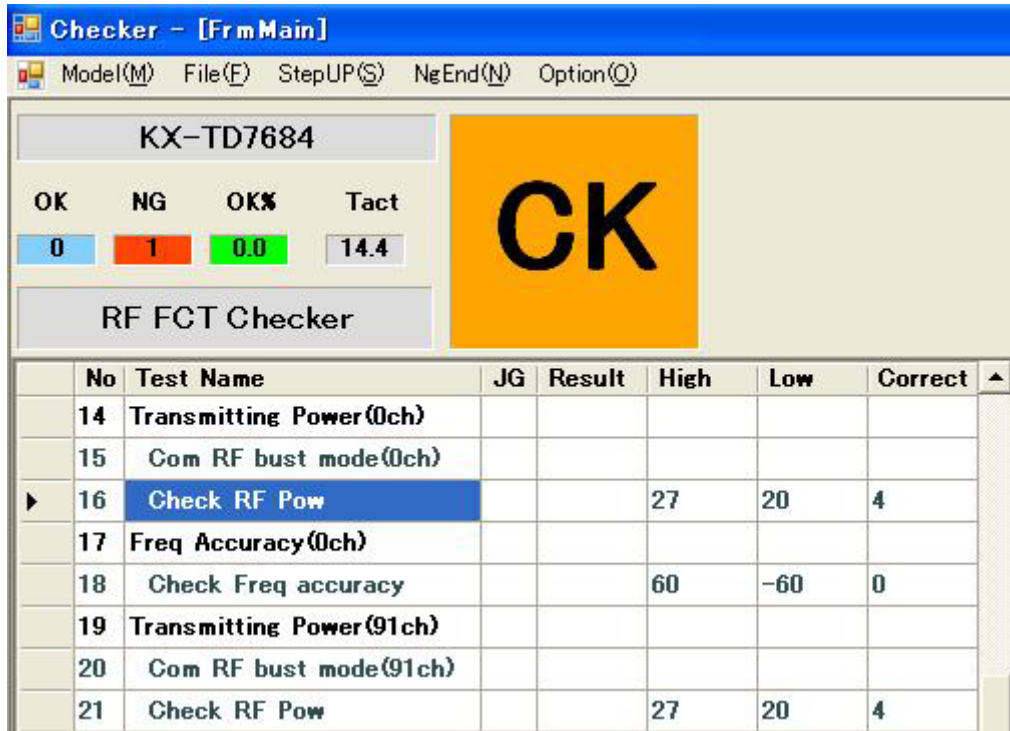 Checker - [FrmMain]
Model(M) File(F) StepUP(S) NgEnd(N) Option(O)
KX-TD7684
CK
OK NG OK% Tact
0 1 0.0 14.4
RF FCT Checker
No Test Name JG Result High Low Correct
14 Transmitting Power(0ch)
15 Com RF bust mode(0ch)
16 Check RF Pow 27 20 4
17 Freq Accuracy(0ch)
18 Check Freq accuracy 60 -60 0
19 Transmitting Power(91ch)
20 Com RF bust mode(91ch)
21 Check RF Pow 27 20 4